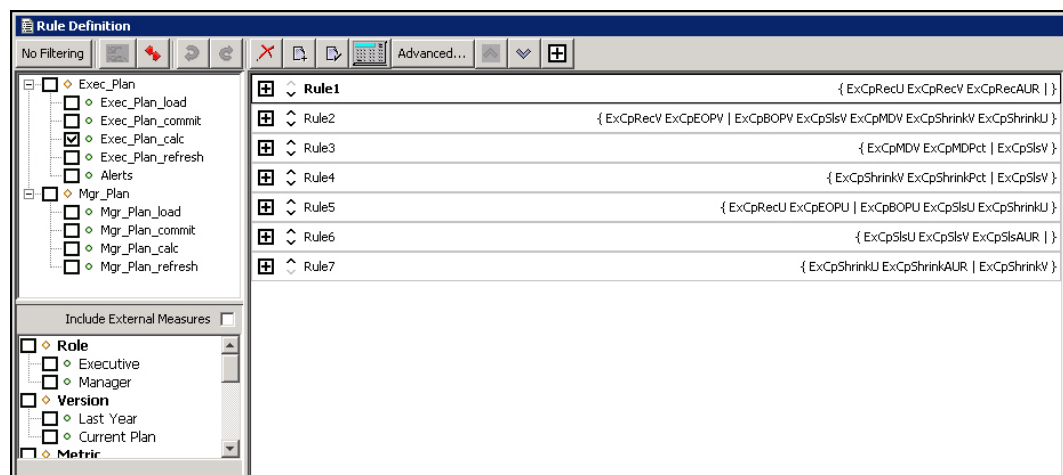 Rule Definition
No Filtering
Advanced...
Exec_Plan
Exec_Plan_load
Exec_Plan_commit
Exec_Plan_calc
Exec_Plan_refresh
Alerts
Mgr_Plan
Mgr_Plan_load
Mgr_Plan_commit
Mgr_Plan_calc
Mgr_Plan_refresh
Include External Measures
Role
Executive
Manager
Version
Last Year
Current Plan
Metric
Rule1 { ExCpRecU ExCpRecV ExCpRecAUR | }
Rule2 { ExCpRecV ExCpEOPV | ExCpBOPV ExCpSlsV ExCpMDV ExCpShrinkV ExCpShrinkU }
Rule3 { ExCpMDV ExCpMDPct | ExCpSlsV }
Rule4 { ExCpShrinkV ExCpShrinkPct | ExCpSlsV }
Rule5 { ExCpRecU ExCpEOPU | ExCpBOPU ExCpSlsU ExCpShrinkU }
Rule6 { ExCpSlsU ExCpSlsV ExCpSlsAUR | }
Rule7 { ExCpShrinkU ExCpShrinkAUR | ExCpShrinkV }